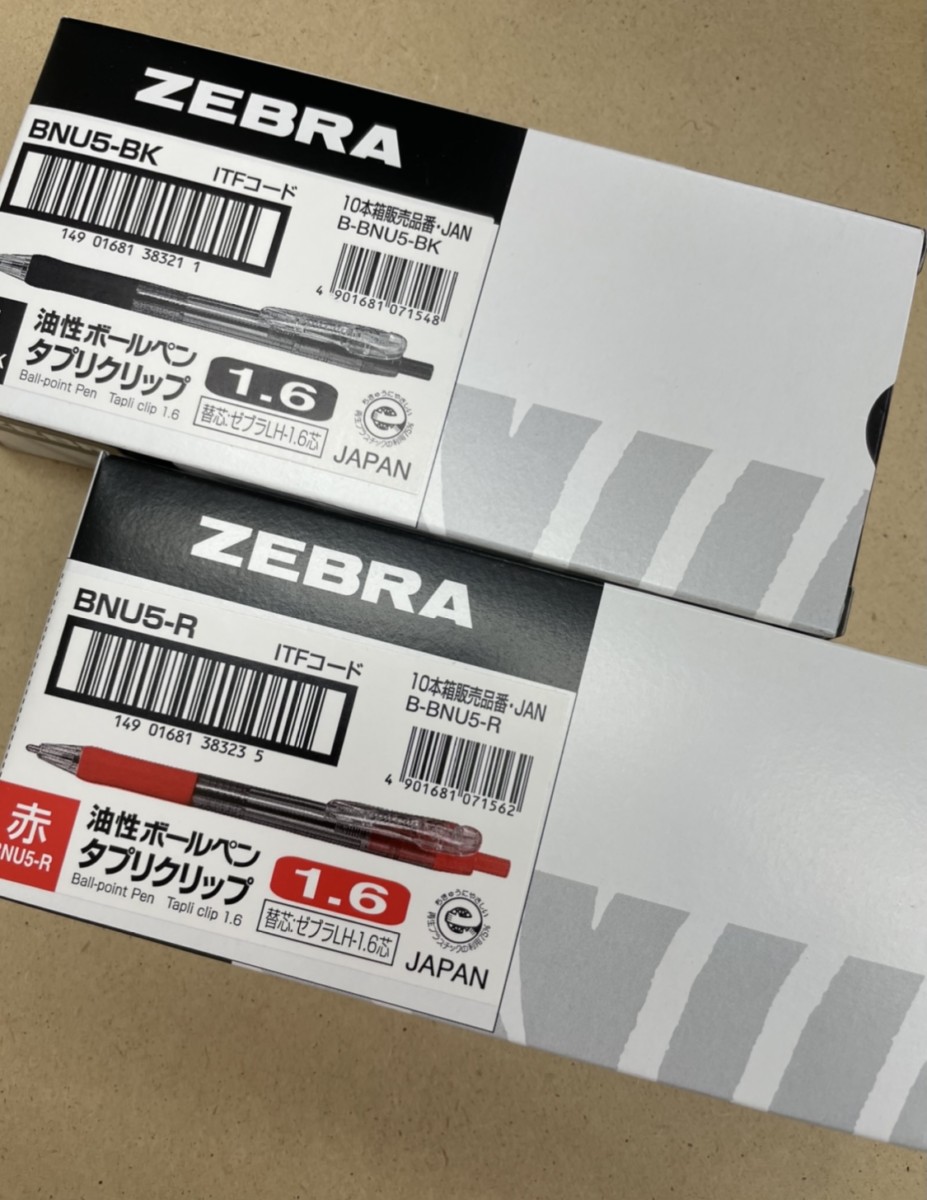 ZEBRA
BNU5-BK
ITFコード
149 01681 38321 1
10本箱販売品番・JAN
B-BNU5-BK
4 901681 071548
油性ボールペン
タプリクリップ
Ball-point Pen Tapli clip 1.6
1.6
替芯:ゼブラLH-1.6芯
JAPAN
ZEBRA
BNU5-R
ITFコード
149 01681 38323 5
10本箱販売品番・JAN
B-BNU5-R
4 901681 071562
赤
BNU5-R
油性ボールペン
タプリクリップ
Ball-point Pen Tapli clip 1.6
1.6
替芯:ゼブラLH-1.6芯
JAPAN